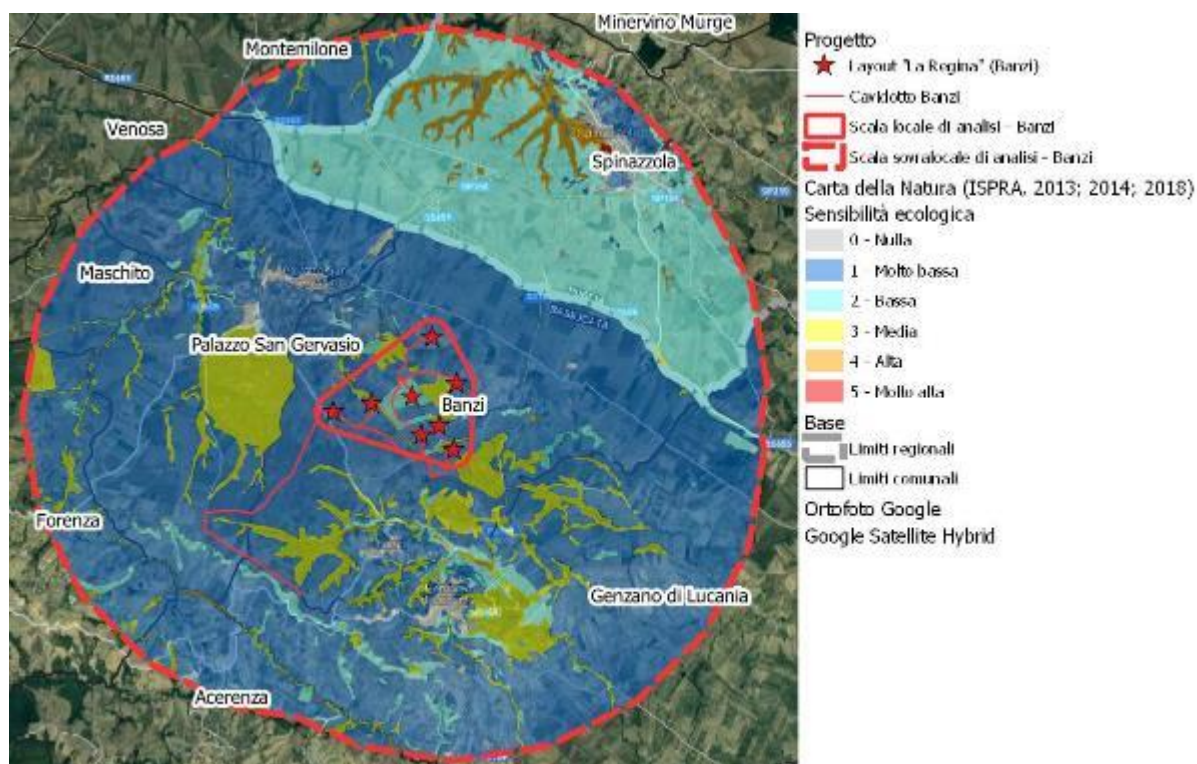 Minervino Murge
Montemilone
Venosa
Spinazzola
Maschito
Palazzo San Gervasio
Banzi
Forenza
Genzano di Lucania
Acerenza
Progetto
Layout "La Regina" (Banzi)
Cavidotto Banzi
Scala locale di analisi - Banzi
Scala sovralocale di analisi - Banzi
Carta della Natura (ISPRA, 2013; 2014; 2018)
Sensibilità ecologica
0 - Nulla
1 - Molto bassa
2 - Bassa
3 - Media
4 - Alta
5 - Molto alta
Base
Limiti regionali
Limiti comunali
Ortofoto Google
Google Satellite Hybrid